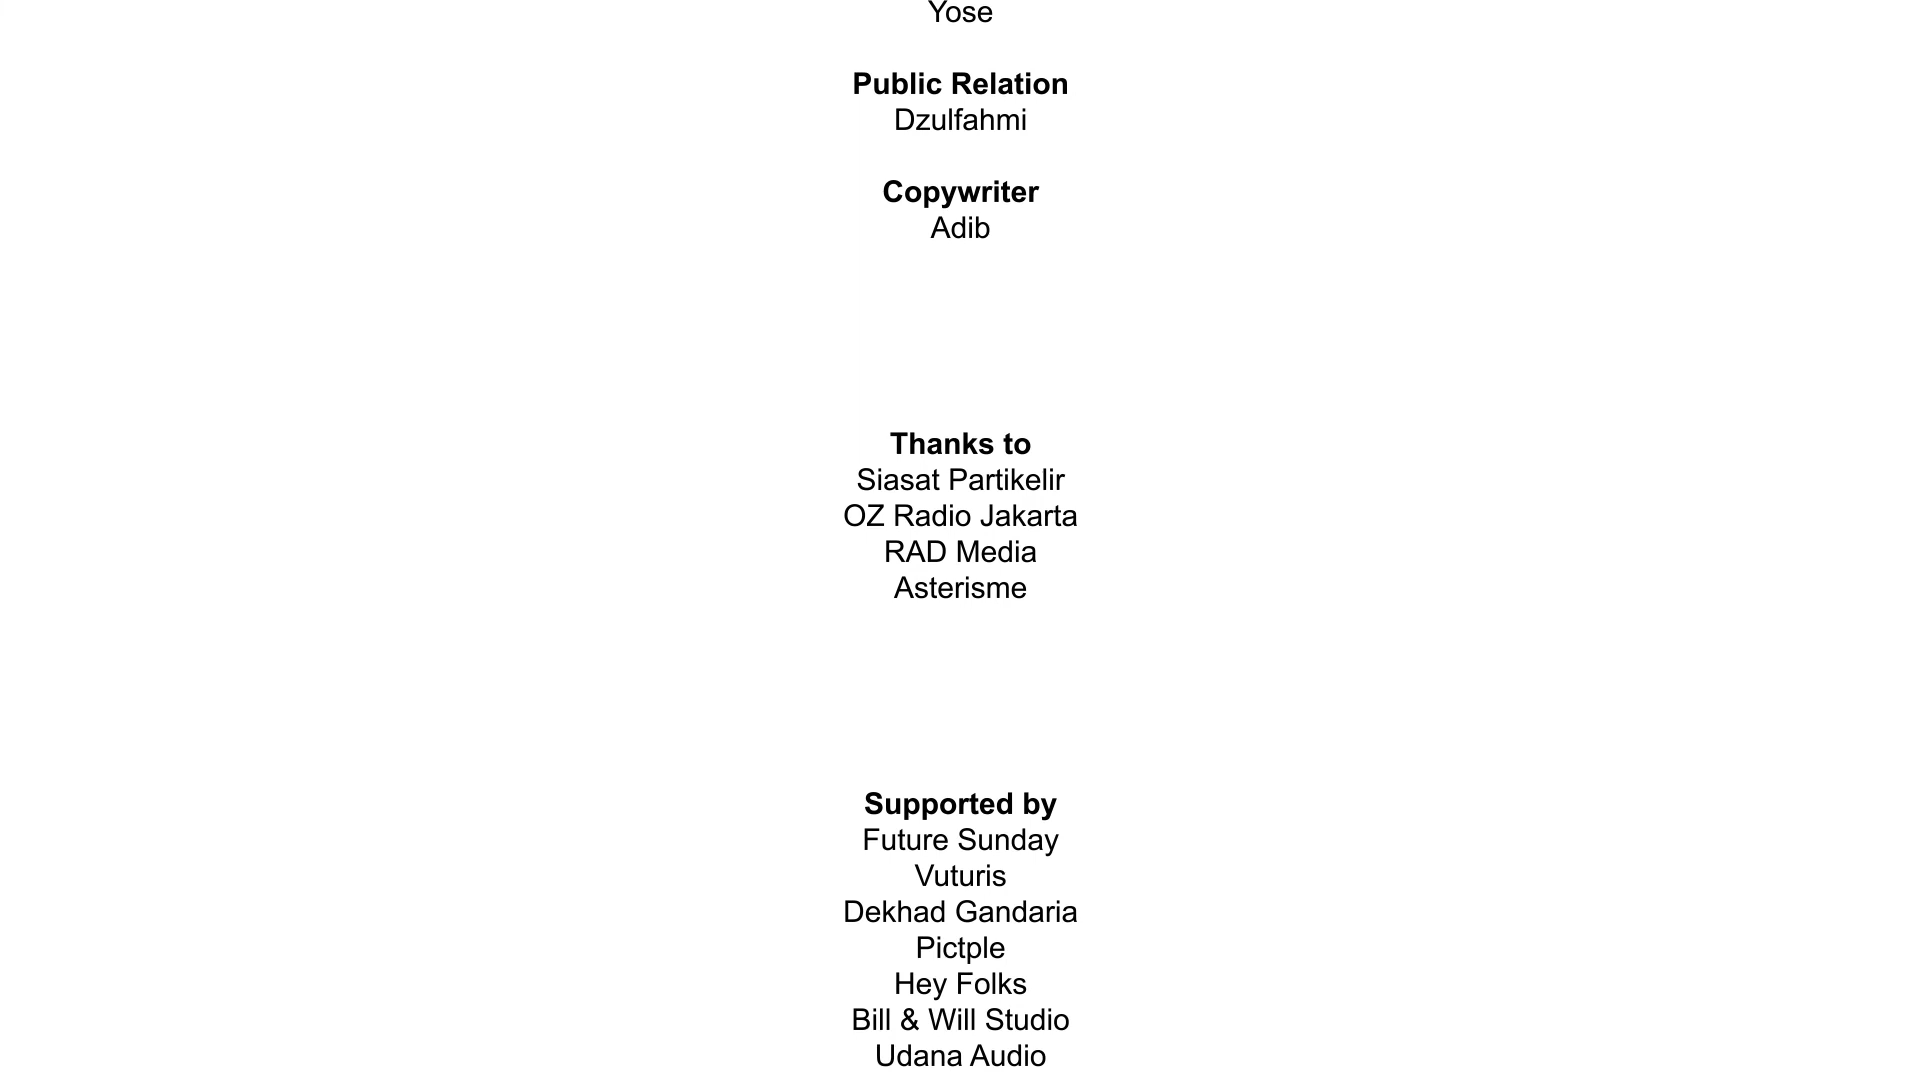 Yose
Public Relation
Dzulfahmi
Copywriter
Adib
Thanks to
Siasat Partikelir
OZ Radio Jakarta
RAD Media
Asterisme
Supported by
Future Sunday
Vuturis
Dekhad Gandaria
Pictple
Hey Folks
Bill & Will Studio
Udana Audio